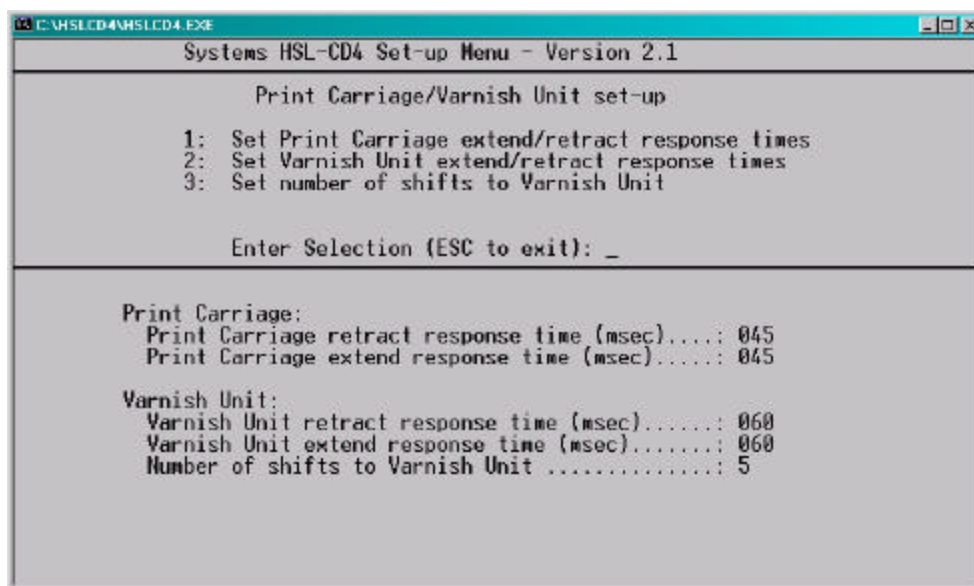 C:\HSLCD4\HSLCD4.EXE
Systems HSL-CD4 Set-up Menu - Version 2.1
Print Carriage/Varnish Unit set-up
1: Set Print Carriage extend/retract response times
2: Set Varnish Unit extend/retract response times
3: Set number of shifts to Varnish Unit
Enter Selection (ESC to exit): _
Print Carriage:
Print Carriage retract response time (msec)....: 045
Print Carriage extend response time (msec).....: 045
Varnish Unit:
Varnish Unit retract response time (msec)......: 060
Varnish Unit extend response time (msec).......: 060
Number of shifts to Varnish Unit ..............: 5